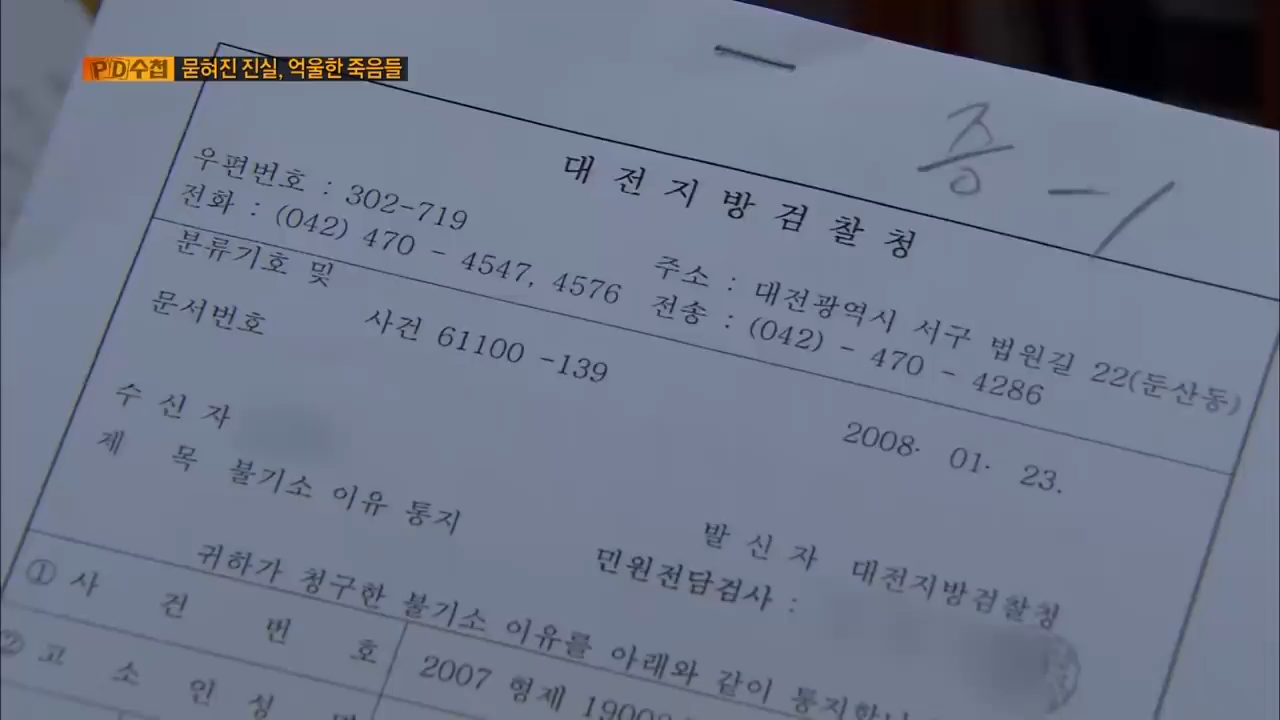 PD수첩 묻혀진 진실, 억울한 죽음들
증 - 1
대 전 지 방 검 찰 청
우편번호 : 302-719
주소 : 대전광역시 서구 법원길 22(둔산동)
전화 : (042) 470 - 4547, 4576
전송 : (042) - 470 - 4286
분류기호 및
문서번호
사건 61100 -139
2008. 01. 23.
수 신 자
발 신 자 대전지방검찰청
제 목 불기소 이유 통지
민원전담검사 :
귀하가 청구한 불기소 이유를 아래와 같이
① 사 건 번 호
2007 형제
② 고 소 인 성